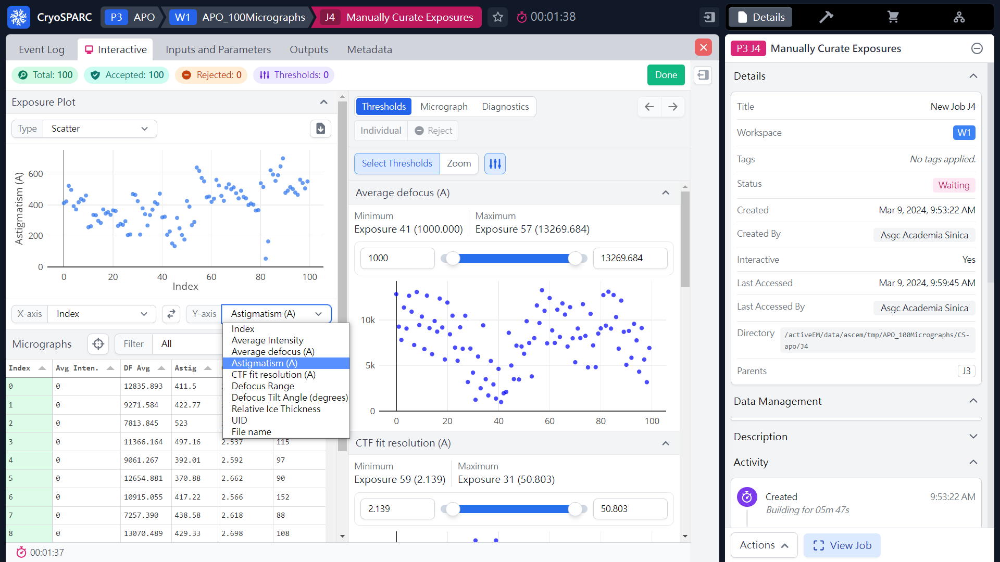 CryoSPARC P3 APO W1 APO_100Micrographs J4 Manually Curate Exposures 00:01:38 Details
Event Log Interactive Inputs and Parameters Outputs Metadata
Total: 100 Accepted: 100 Rejected: 0 Thresholds: 0 Done
Exposure Plot
Type Scatter
Astigmatism (A)
600
400
200
0
0 20 40 60 80 100
Index
X-axis Index Y-axis Astigmatism (A)
Index
Average Intensity
Average defocus (A)
Astigmatism (A)
CTF fit resolution (A)
Defocus Range
Defocus Tilt Angle (degrees)
Relative Ice Thickness
UID
File name
Micrographs Filter All
Index Avg Inten. DF Avg Astig
0 0 12835.893 411.5
1 0 9271.584 422.77
2 0 7813.845 523
3 0 11366.164 497.16 2.537 115
4 0 9061.267 392.01 2.592 97
5 0 12654.881 370.88 2.662 90
6 0 10915.055 417.22 2.566 152
7 0 7257.390 438.58 2.618 88
8 0 13070.489 429.33 2.698 108
00:01:37
Thresholds Micrograph Diagnostics
Individual Reject
Select Thresholds Zoom
Average defocus (A)
Minimum Maximum
Exposure 41 (1000.000) Exposure 57 (13269.684)
1000 13269.684
10k
5k
0
0 20 40 60 80 100
CTF fit resolution (A)
Minimum Maximum
Exposure 59 (2.139) Exposure 31 (50.803)
2.139 50.803
P3 J4 Manually Curate Exposures
Details
Title New Job J4
Workspace W1
Tags No tags applied.
Status Waiting
Created Mar 9, 2024, 9:53:22 AM
Created By Asgc Academia Sinica
Interactive Yes
Last Accessed Mar 9, 2024, 9:59:45 AM
Last Accessed By Asgc Academia Sinica
Directory /activeEM/data/ascem/tmp/APO_100Micrographs/CS-
apo/J4
Parents J3
Data Management
Description
Activity
Created 9:53:22 AM
Building for 05m 47s
Actions View Job